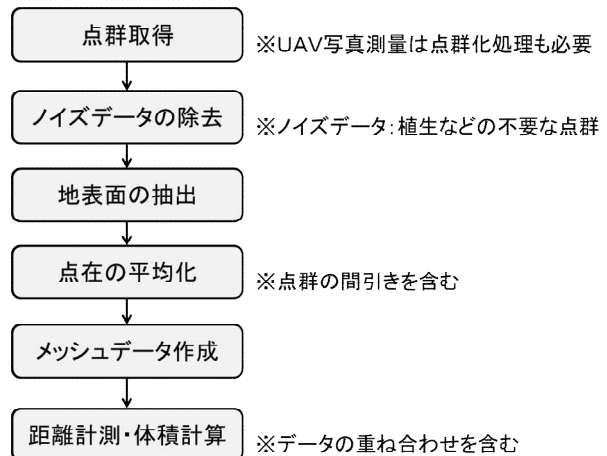 点群取得
※UAV写真測量は点群化処理も必要
ノイズデータの除去
※ノイズデータ:植生などの不要な点群
地表面の抽出
点在の平均化
※点群の間引きを含む
メッシュデータ作成
距離計測・体積計算
※データの重ね合わせを含む